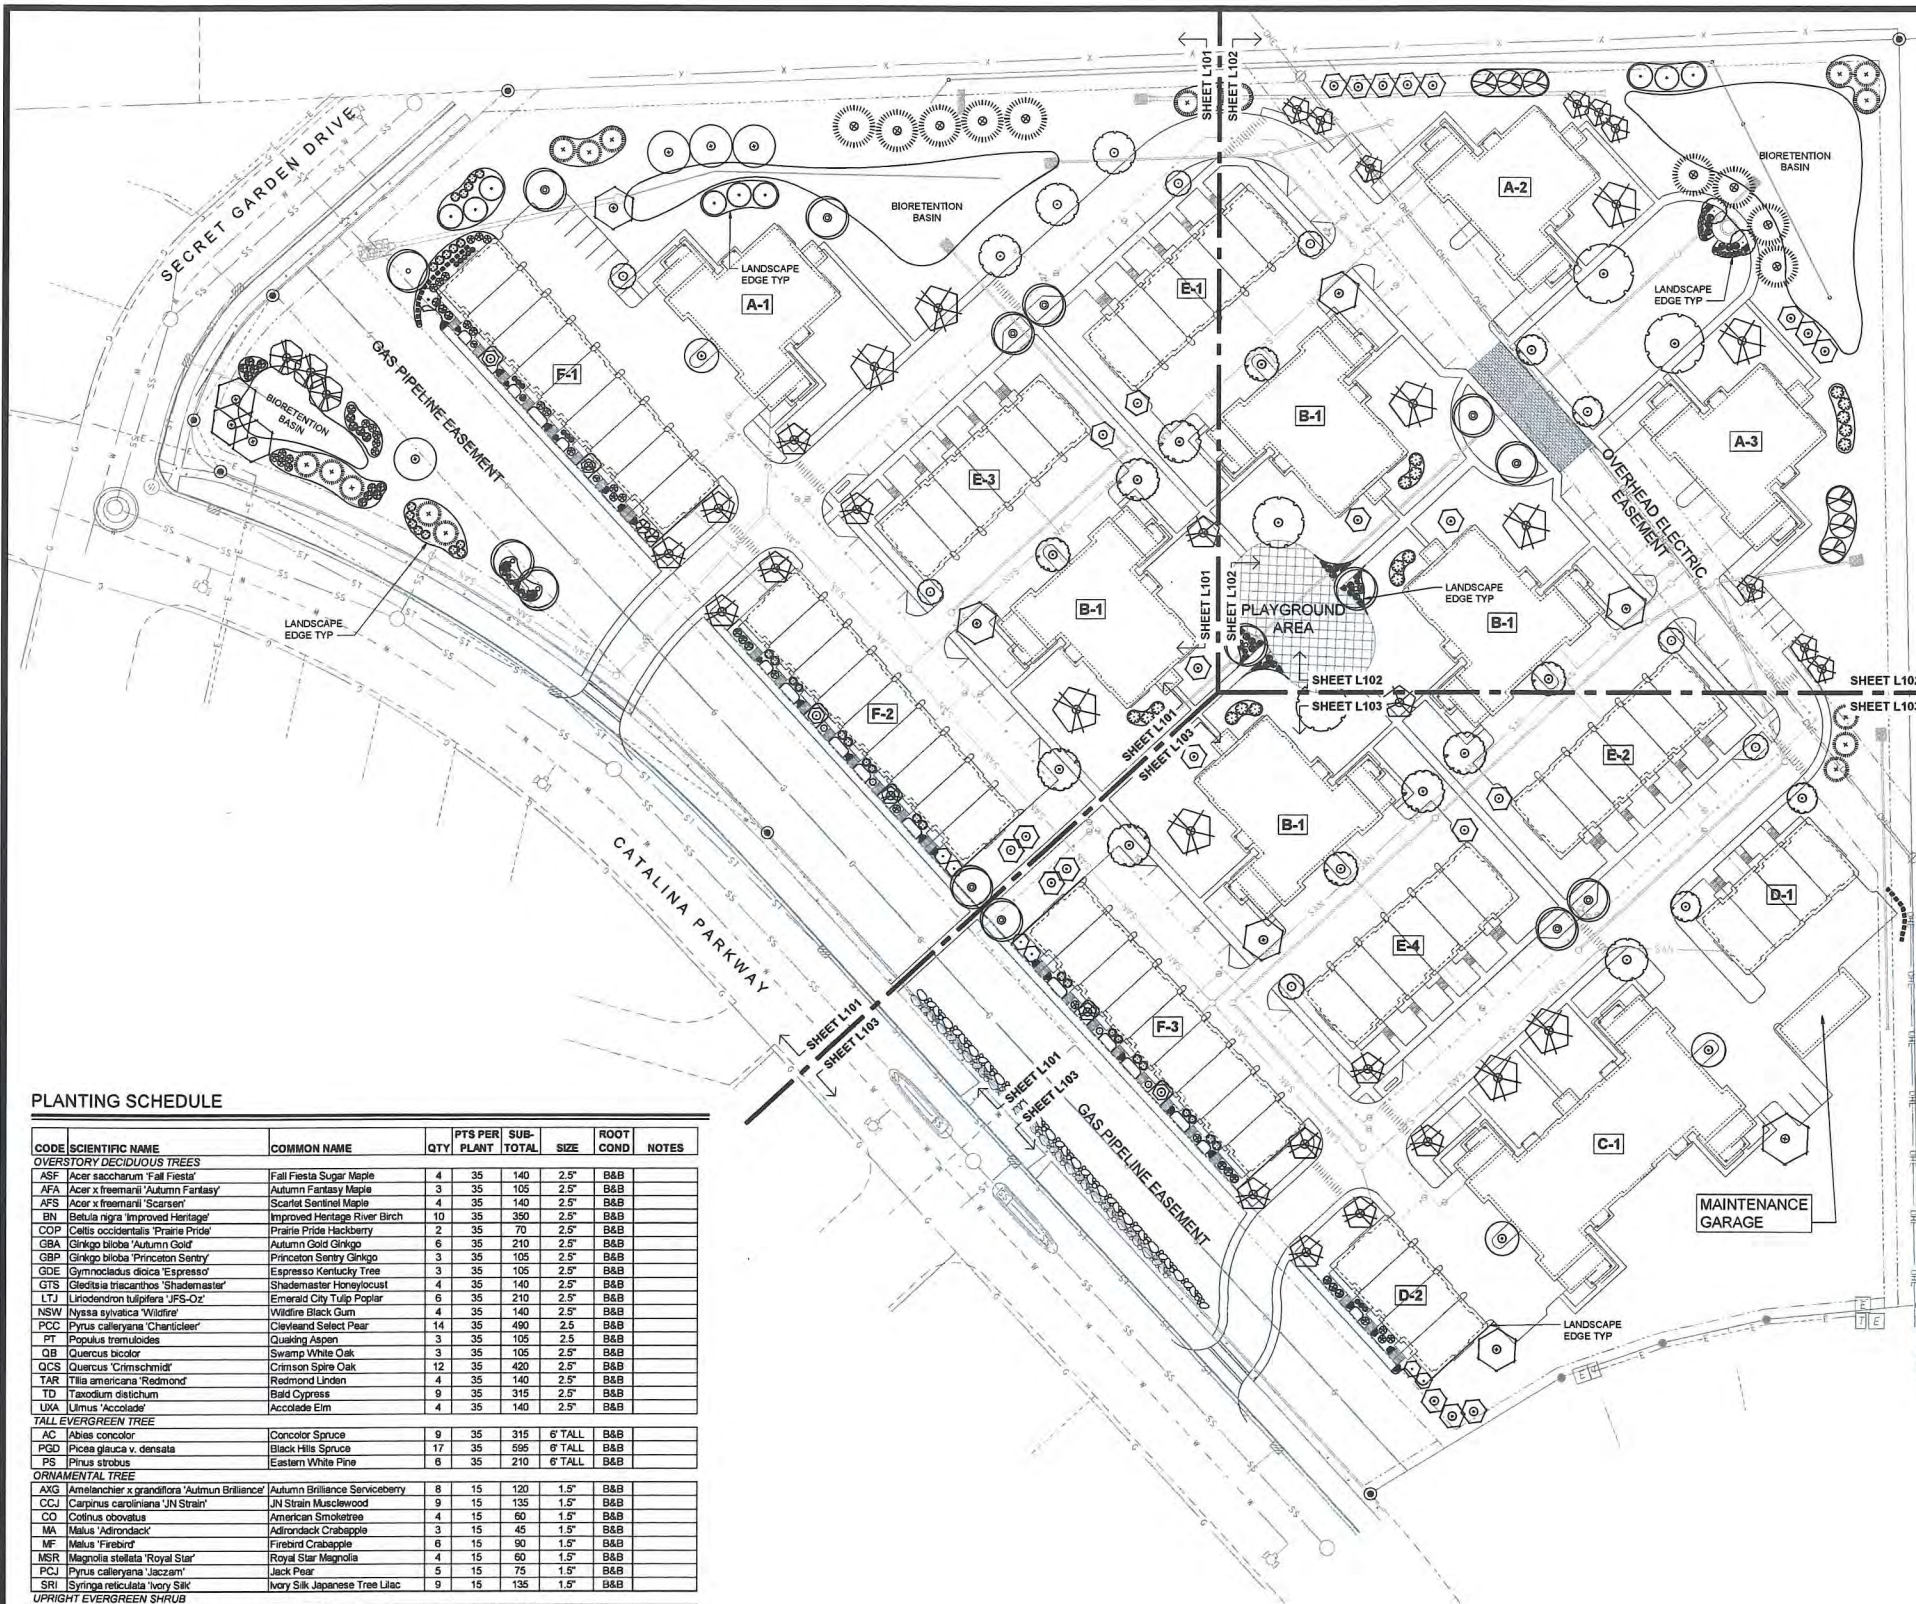 SHEET L101
SHEET L102
SECRET GARDEN DRIVE
BIORETENTION
BASIN
A-2
BIORETENTION
BASIN
LANDSCAPE
EDGE TYP
A-1
E-1
LANDSCAPE
EDGE TYP
GAS PIPELINE EASEMENT
F-1
BIORETENTION
BASIN
B-1
A-3
E-3
OVERHEAD ELECTRIC
EASEMENT
SHEET L101
SHEET L102
PLAYGROUND
AREA
LANDSCAPE
EDGE TYP
B-1
B-1
LANDSCAPE
EDGE TYP
SHEET L102
SHEET L103
SHEET L102
SHEET L103
F-2
SHEET L101
SHEET L103
E-2
B-1
CATALINA PARKWAY
D-1
E-4
SHEET L101
SHEET L103
F-3
SHEET L101
SHEET L103
GAS PIPELINE EASEMENT
C-1
MAINTENANCE
GARAGE
D-2
LANDSCAPE
EDGE TYP
PLANTING SCHEDULE
CODE SCIENTIFIC NAME COMMON NAME QTY PTS PER PLANT SUB-TOTAL SIZE ROOT COND NOTES
OVERSTORY DECIDUOUS TREES
ASF Acer saccharum 'Fall Fiesta' Fall Fiesta Sugar Maple 4 35 140 2.5" B&B
AFA Acer x freemanii 'Autumn Fantasy' Autumn Fantasy Maple 3 35 105 2.5" B&B
AFS Acer x freemanii 'Scarsen' Scarlet Sentinel Maple 4 35 140 2.5" B&B
BN Betula nigra 'Improved Heritage' Improved Heritage River Birch 10 35 350 2.5" B&B
COP Celtis occidentalis 'Prairie Pride' Prairie Pride Hackberry 2 35 70 2.5" B&B
GBA Ginkgo biloba 'Autumn Gold' Autumn Gold Ginkgo 6 35 210 2.5" B&B
GBP Ginkgo biloba 'Princeton Sentry' Princeton Sentry Ginkgo 3 35 105 2.5" B&B
GDE Gymnocladus dioica 'Espresso' Espresso Kentucky Tree 3 35 105 2.5" B&B
GTS Gleditsia triacanthos 'Shademaster' Shademaster Honeylocust 4 35 140 2.5" B&B
LTJ Liriodendron tulipifera 'JFS-Oz' Emerald City Tulip Poplar 6 35 210 2.5" B&B
NSW Nyssa sylvatica 'Wildfire' Wildfire Black Gum 4 35 140 2.5" B&B
PCC Pyrus calleryana 'Chanticleer' Clevleand Select Pear 14 35 490 2.5 B&B
PT Populus tremuloides Quaking Aspen 3 35 105 2.5" B&B
QB Quercus bicolor Swamp White Oak 3 35 105 2.5" B&B
QCS Quercus 'Crimschmidt' Crimson Spire Oak 12 35 420 2.5" B&B
TAR Tilia americana 'Redmond' Redmond Linden 4 35 140 2.5" B&B
TD Taxodium distichum Bald Cypress 9 35 315 2.5" B&B
UXA Ulmus 'Accolade' Accolade Elm 4 35 140 2.5" B&B
TALL EVERGREEN TREE
AC Abies concolor Concolor Spruce 9 35 315 6' TALL B&B
PGD Picea glauca v. densata Black Hills Spruce 17 35 595 6' TALL B&B
PS Pinus strobus Eastern White Pine 6 35 210 6' TALL B&B
ORNAMENTAL TREE
AXG Amelanchier x grandiflora 'Autmun Brilliance' Autumn Brilliance Serviceberry 8 15 120 1.5" B&B
CCJ Carpinus caroliniana 'JN Strain' JN Strain Musclewood 9 15 135 1.5" B&B
CO Cotinus obovatus American Smoketree 4 15 60 1.5" B&B
MA Malus 'Adirondack' Adirondack Crabapple 3 15 45 1.5" B&B
MF Malus 'Firebird' Firebird Crabapple 6 15 90 1.5" B&B
MSR Magnolia stellata 'Royal Star' Royal Star Magnolia 4 15 60 1.5" B&B
PCJ Pyrus calleryana 'Jaczam' Jack Pear 5 15 75 1.5" B&B
SRI Syringa reticulata 'Ivory Silk' Ivory Silk Japanese Tree Lilac 9 15 135 1.5" B&B
UPRIGHT EVERGREEN SHRUB